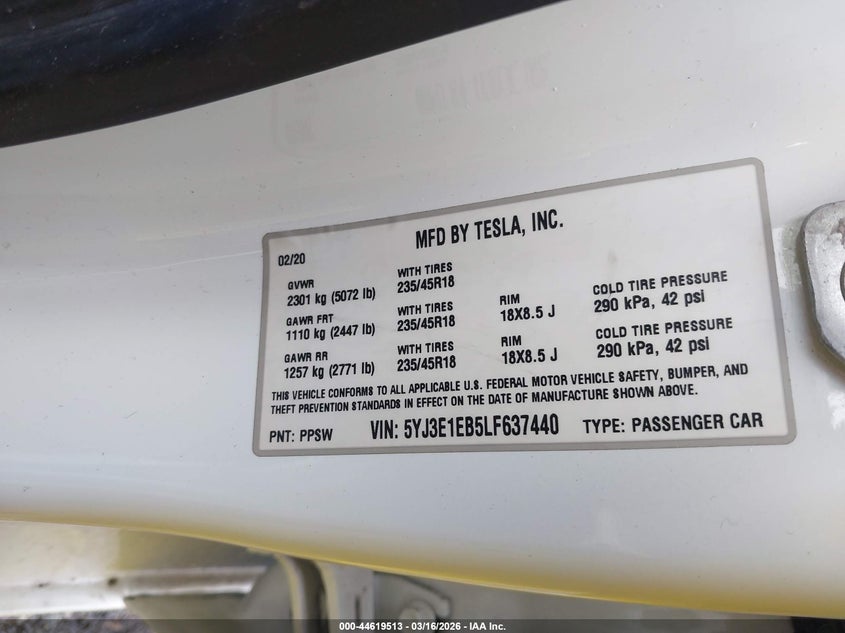 MFD BY TESLA, INC.
02/20
GVWR
2301 kg (5072 lb)
WITH TIRES
235/45R18
GAWR FRT
1110 kg (2447 lb)
WITH TIRES
235/45R18
RIM
18X8.5 J
COLD TIRE PRESSURE
290 kPa, 42 psi
GAWR RR
1257 kg (2771 lb)
WITH TIRES
235/45R18
RIM
18X8.5 J
COLD TIRE PRESSURE
290 kPa, 42 psi
THIS VEHICLE CONFORMS TO ALL APPLICABLE U.S. FEDERAL MOTOR VEHICLE SAFETY, BUMPER, AND
THEFT PREVENTION STANDARDS IN EFFECT ON THE DATE OF MANUFACTURE SHOWN ABOVE.
PNT: PPSW VIN: 5YJ3E1EB5LF637440 TYPE: PASSENGER CAR
000-44619513 - 03/16/2026 - IAA Inc.